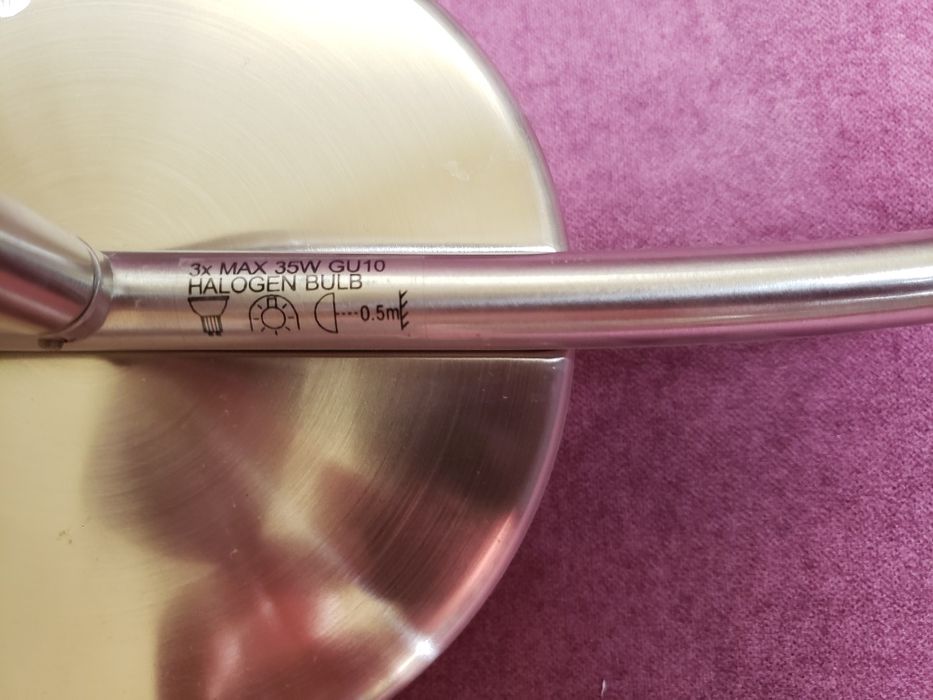 3x MAX 35W GU10
HALOGEN BULB
0.5m